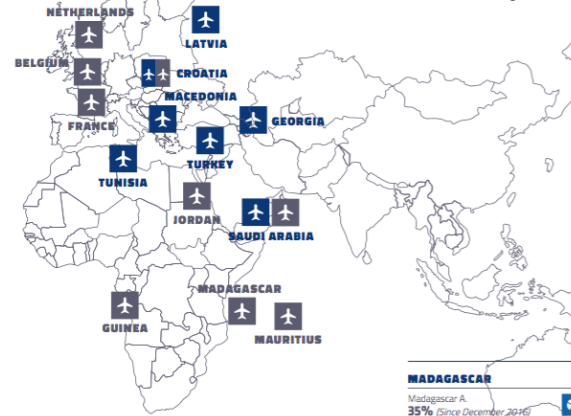 NETHERLANDS
LATVIA
BELGIUM
CROATIA
MACEDONIA
FRANCE
GEORGIA
TURKEY
TUNISIA
JORDAN
SAUDI ARABIA
MADAGASCAR
GUINEA
MAURITIUS
MADAGASCAR
Madagascar A.
35% (Since December 2016)